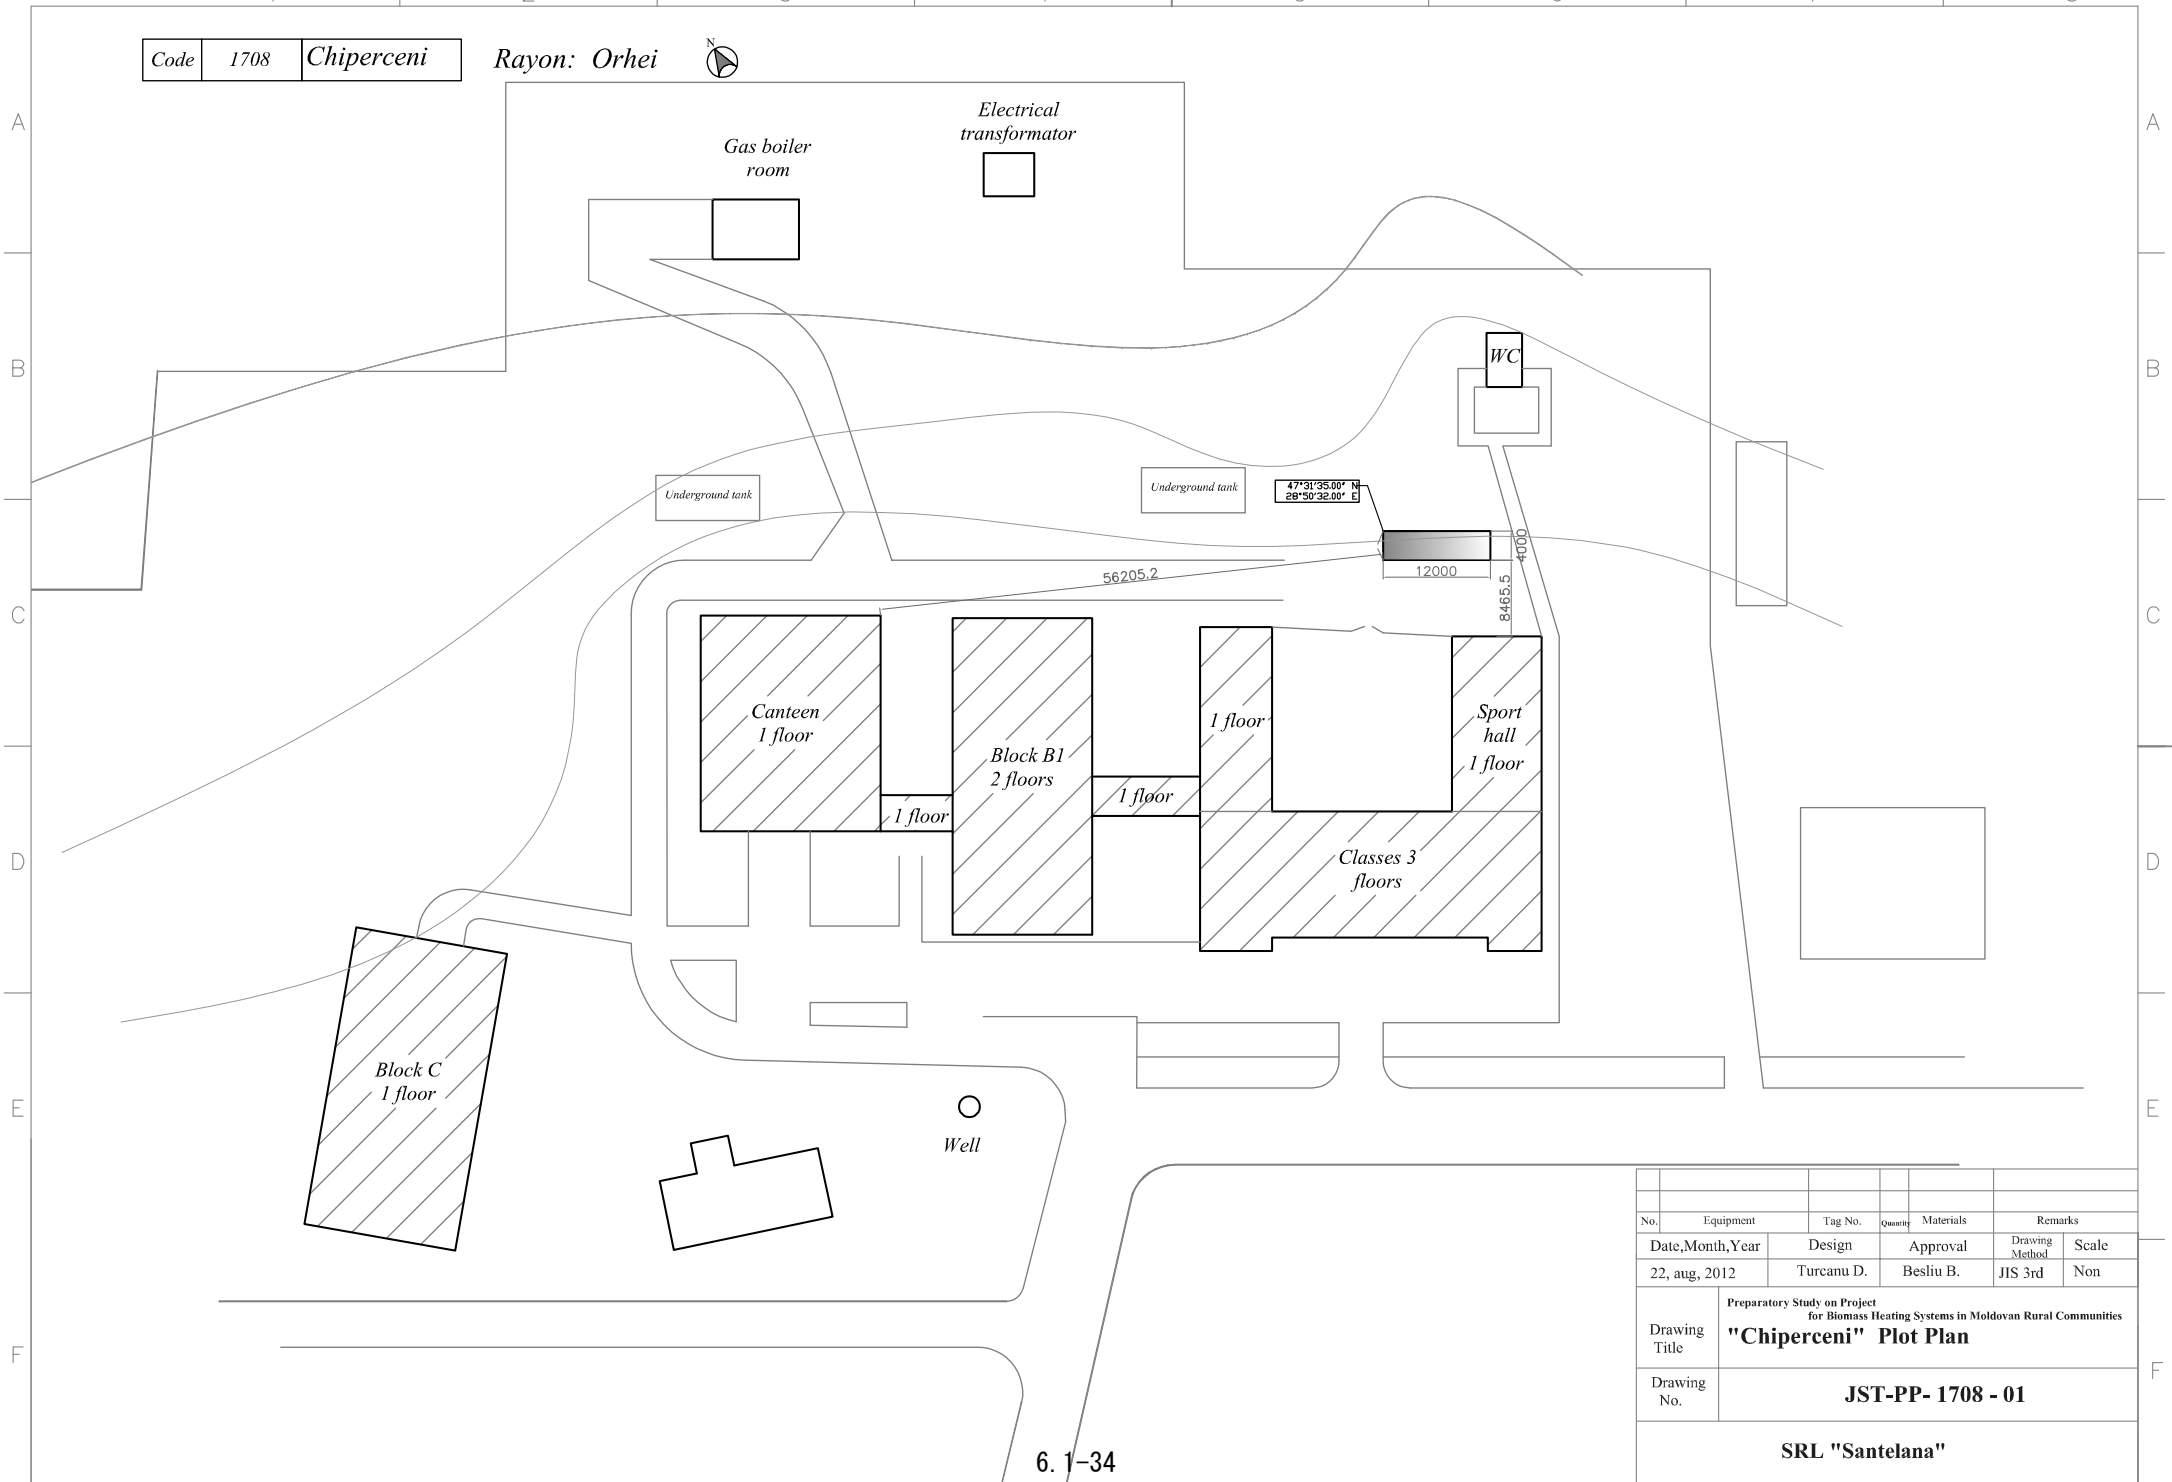 Code 1708 Chiperceni Rayon: Orhei N
Electrical
transformator
Gas boiler
room
A A
B B
WC
Underground tank
Underground tank
47°31'35.00" N
28°50'32.00" E
4000
12000
56205.2
8465.5
C C
Canteen
1 floor
1 floor
Block B1
2 floors
1 floor
1 floor
Sport
hall
1 floor
Classes 3
floors
D D
Block C
1 floor
E E
Well
No. Equipment Tag No. Quantity Materials Remarks
Date,Month,Year Design Approval Drawing Method Scale
22, aug, 2012 Turcanu D. Besliu B. JIS 3rd Non
Preparatory Study on Project
for Biomass Heating Systems in Moldovan Rural Communities
Drawing Title "Chiperceni" Plot Plan
Drawing No. JST-PP- 1708 - 01
SRL "Santelana"
F F
6. 1-34